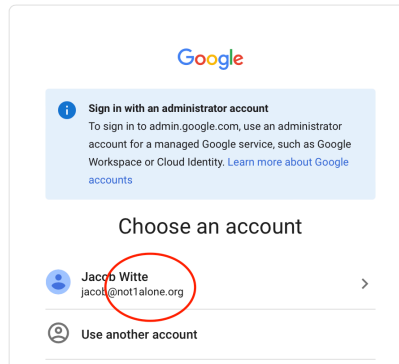 Google
Sign in with an administrator account
To sign in to admin.google.com, use an administrator
account for a managed Google service, such as Google
Workspace or Cloud Identity. Learn more about Google
accounts
Choose an account
Jacob Witte
jacob@not1alone.org
Use another account